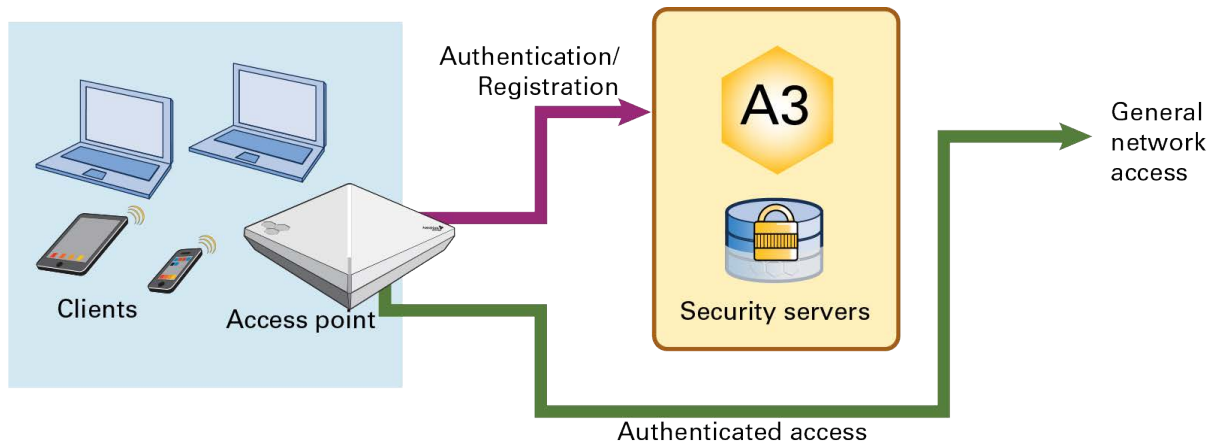 Authentication/
Registration
A3
General
network
access
Clients
Access point
Security servers
Authenticated access